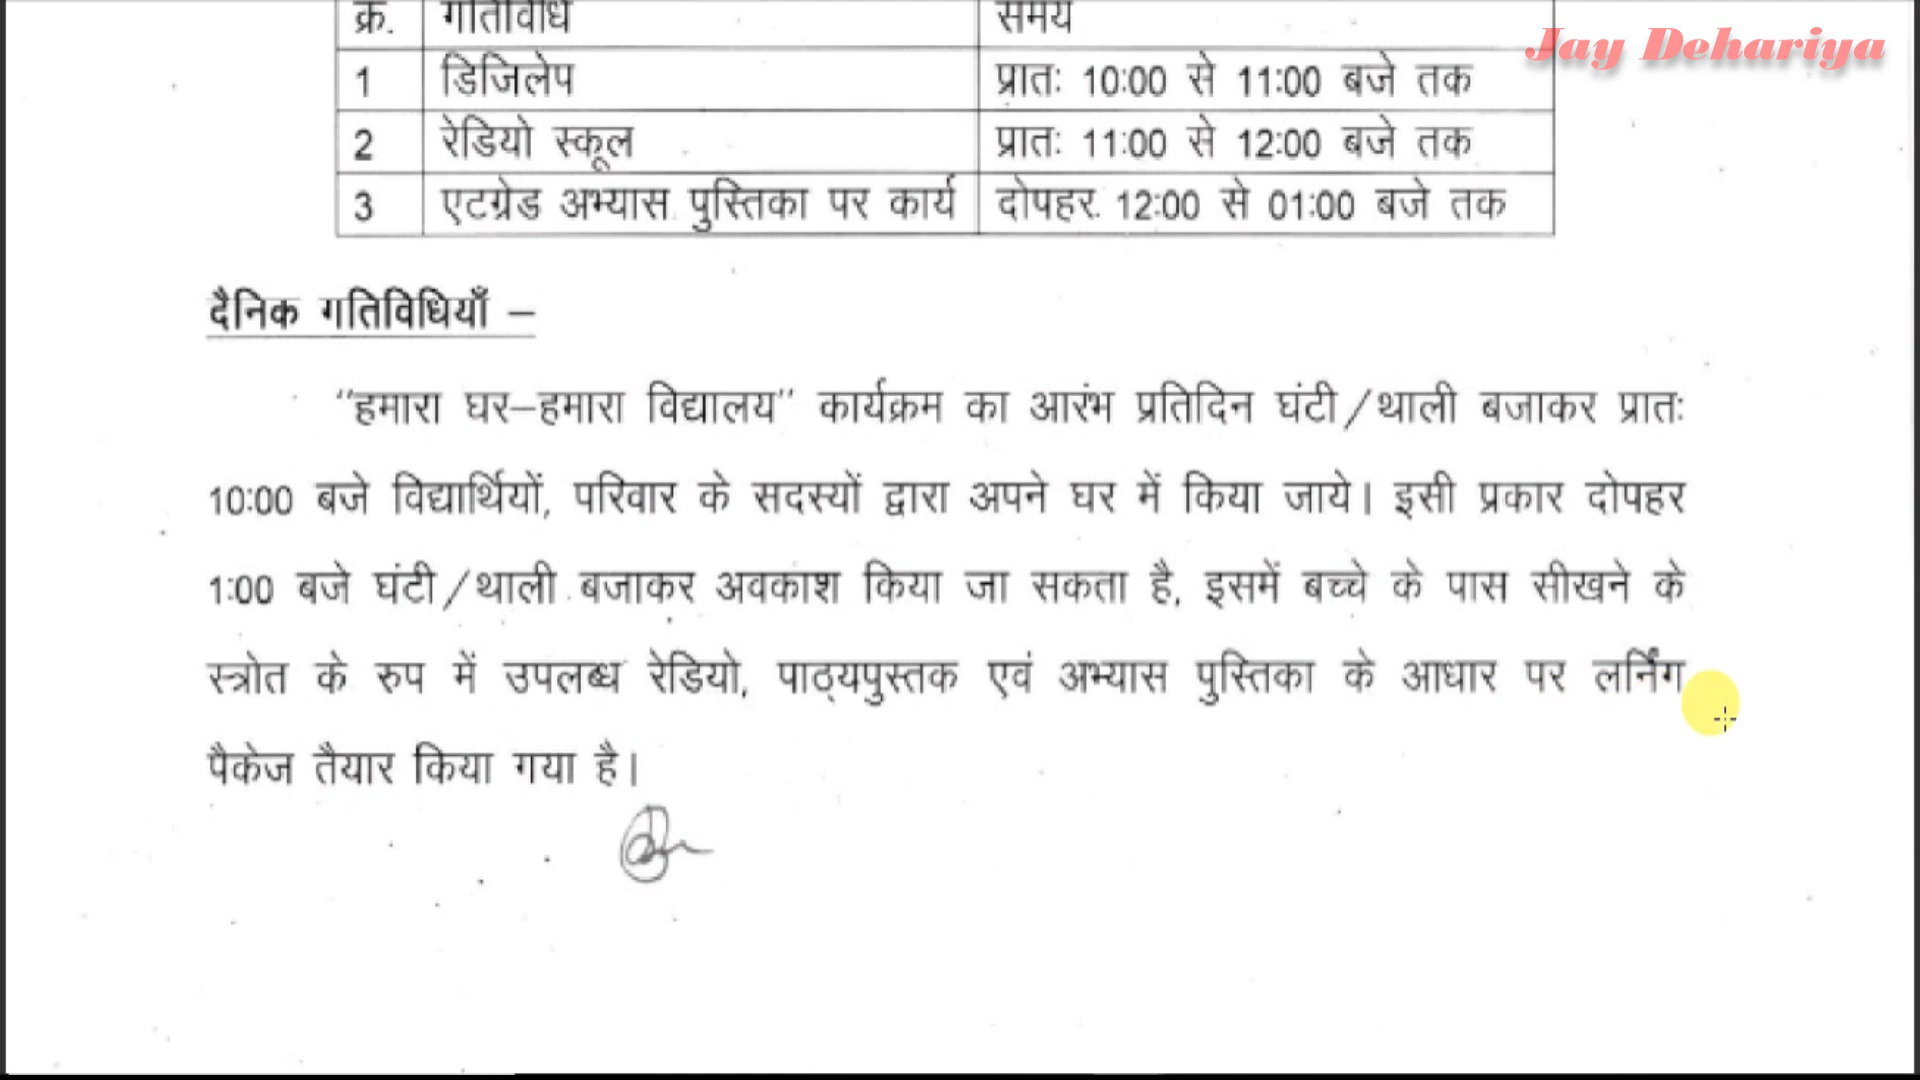 क्र. गतिविधि समय
Jay Dehariya
1 डिजिलेप प्रातः 10:00 से 11:00 बजे तक
2 रेडियो स्कूल प्रातः 11:00 से 12:00 बजे तक
3 एटग्रेड अभ्यास पुस्तिका पर कार्य दोपहर 12:00 से 01:00 बजे तक
दैनिक गतिविधियाँ –
"हमारा घर–हमारा विद्यालय" कार्यक्रम का आरंभ प्रतिदिन घंटी/थाली बजाकर प्रातः
10:00 बजे विद्यार्थियों, परिवार के सदस्यों द्वारा अपने घर में किया जाये। इसी प्रकार दोपहर
1:00 बजे घंटी/थाली बजाकर अवकाश किया जा सकता है, इसमें बच्चे के पास सीखने के
स्त्रोत के रुप में उपलब्ध रेडियो, पाठ्यपुस्तक एवं अभ्यास पुस्तिका के आधार पर लर्निंग
पैकेज तैयार किया गया है।